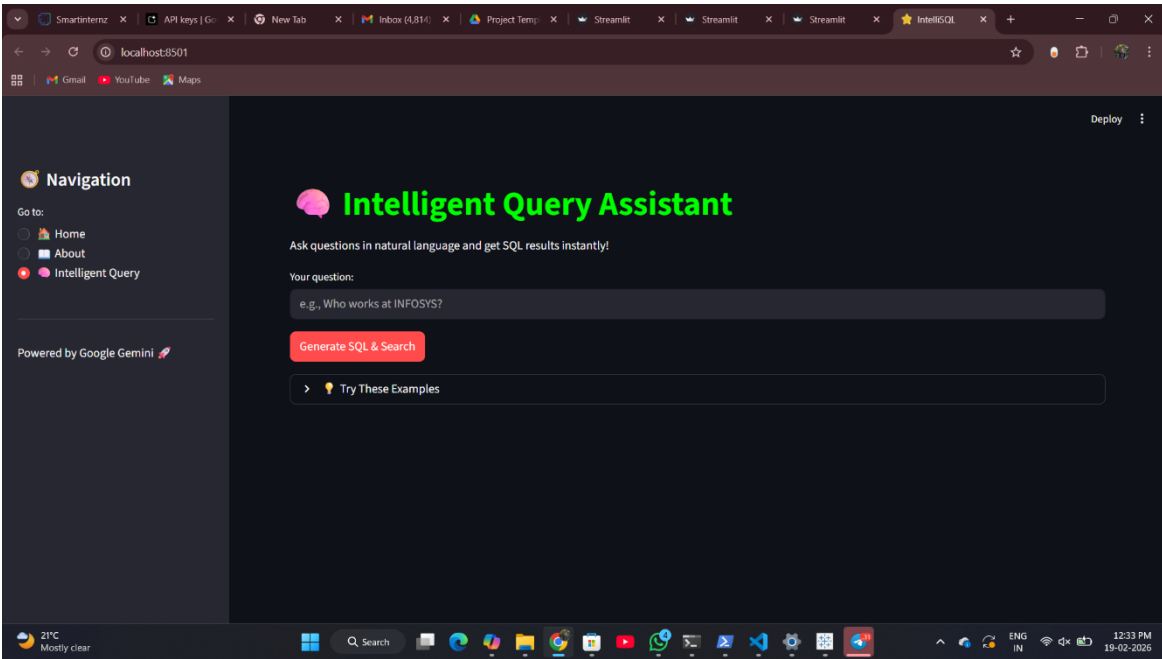 Smartinternz
API keys | Go
New Tab
Inbox (4,814)
Project Temp
Streamlit
Streamlit
Streamlit
IntelliSQL
localhost:8501
Gmail
YouTube
Maps
Deploy
Navigation
Go to:
Home
About
Intelligent Query
Powered by Google Gemini
Intelligent Query Assistant
Ask questions in natural language and get SQL results instantly!
Your question:
e.g., Who works at INFOSYS?
Generate SQL & Search
Try These Examples
21°C
Mostly clear
Search
ENG
IN
12:33 PM
19-02-2026